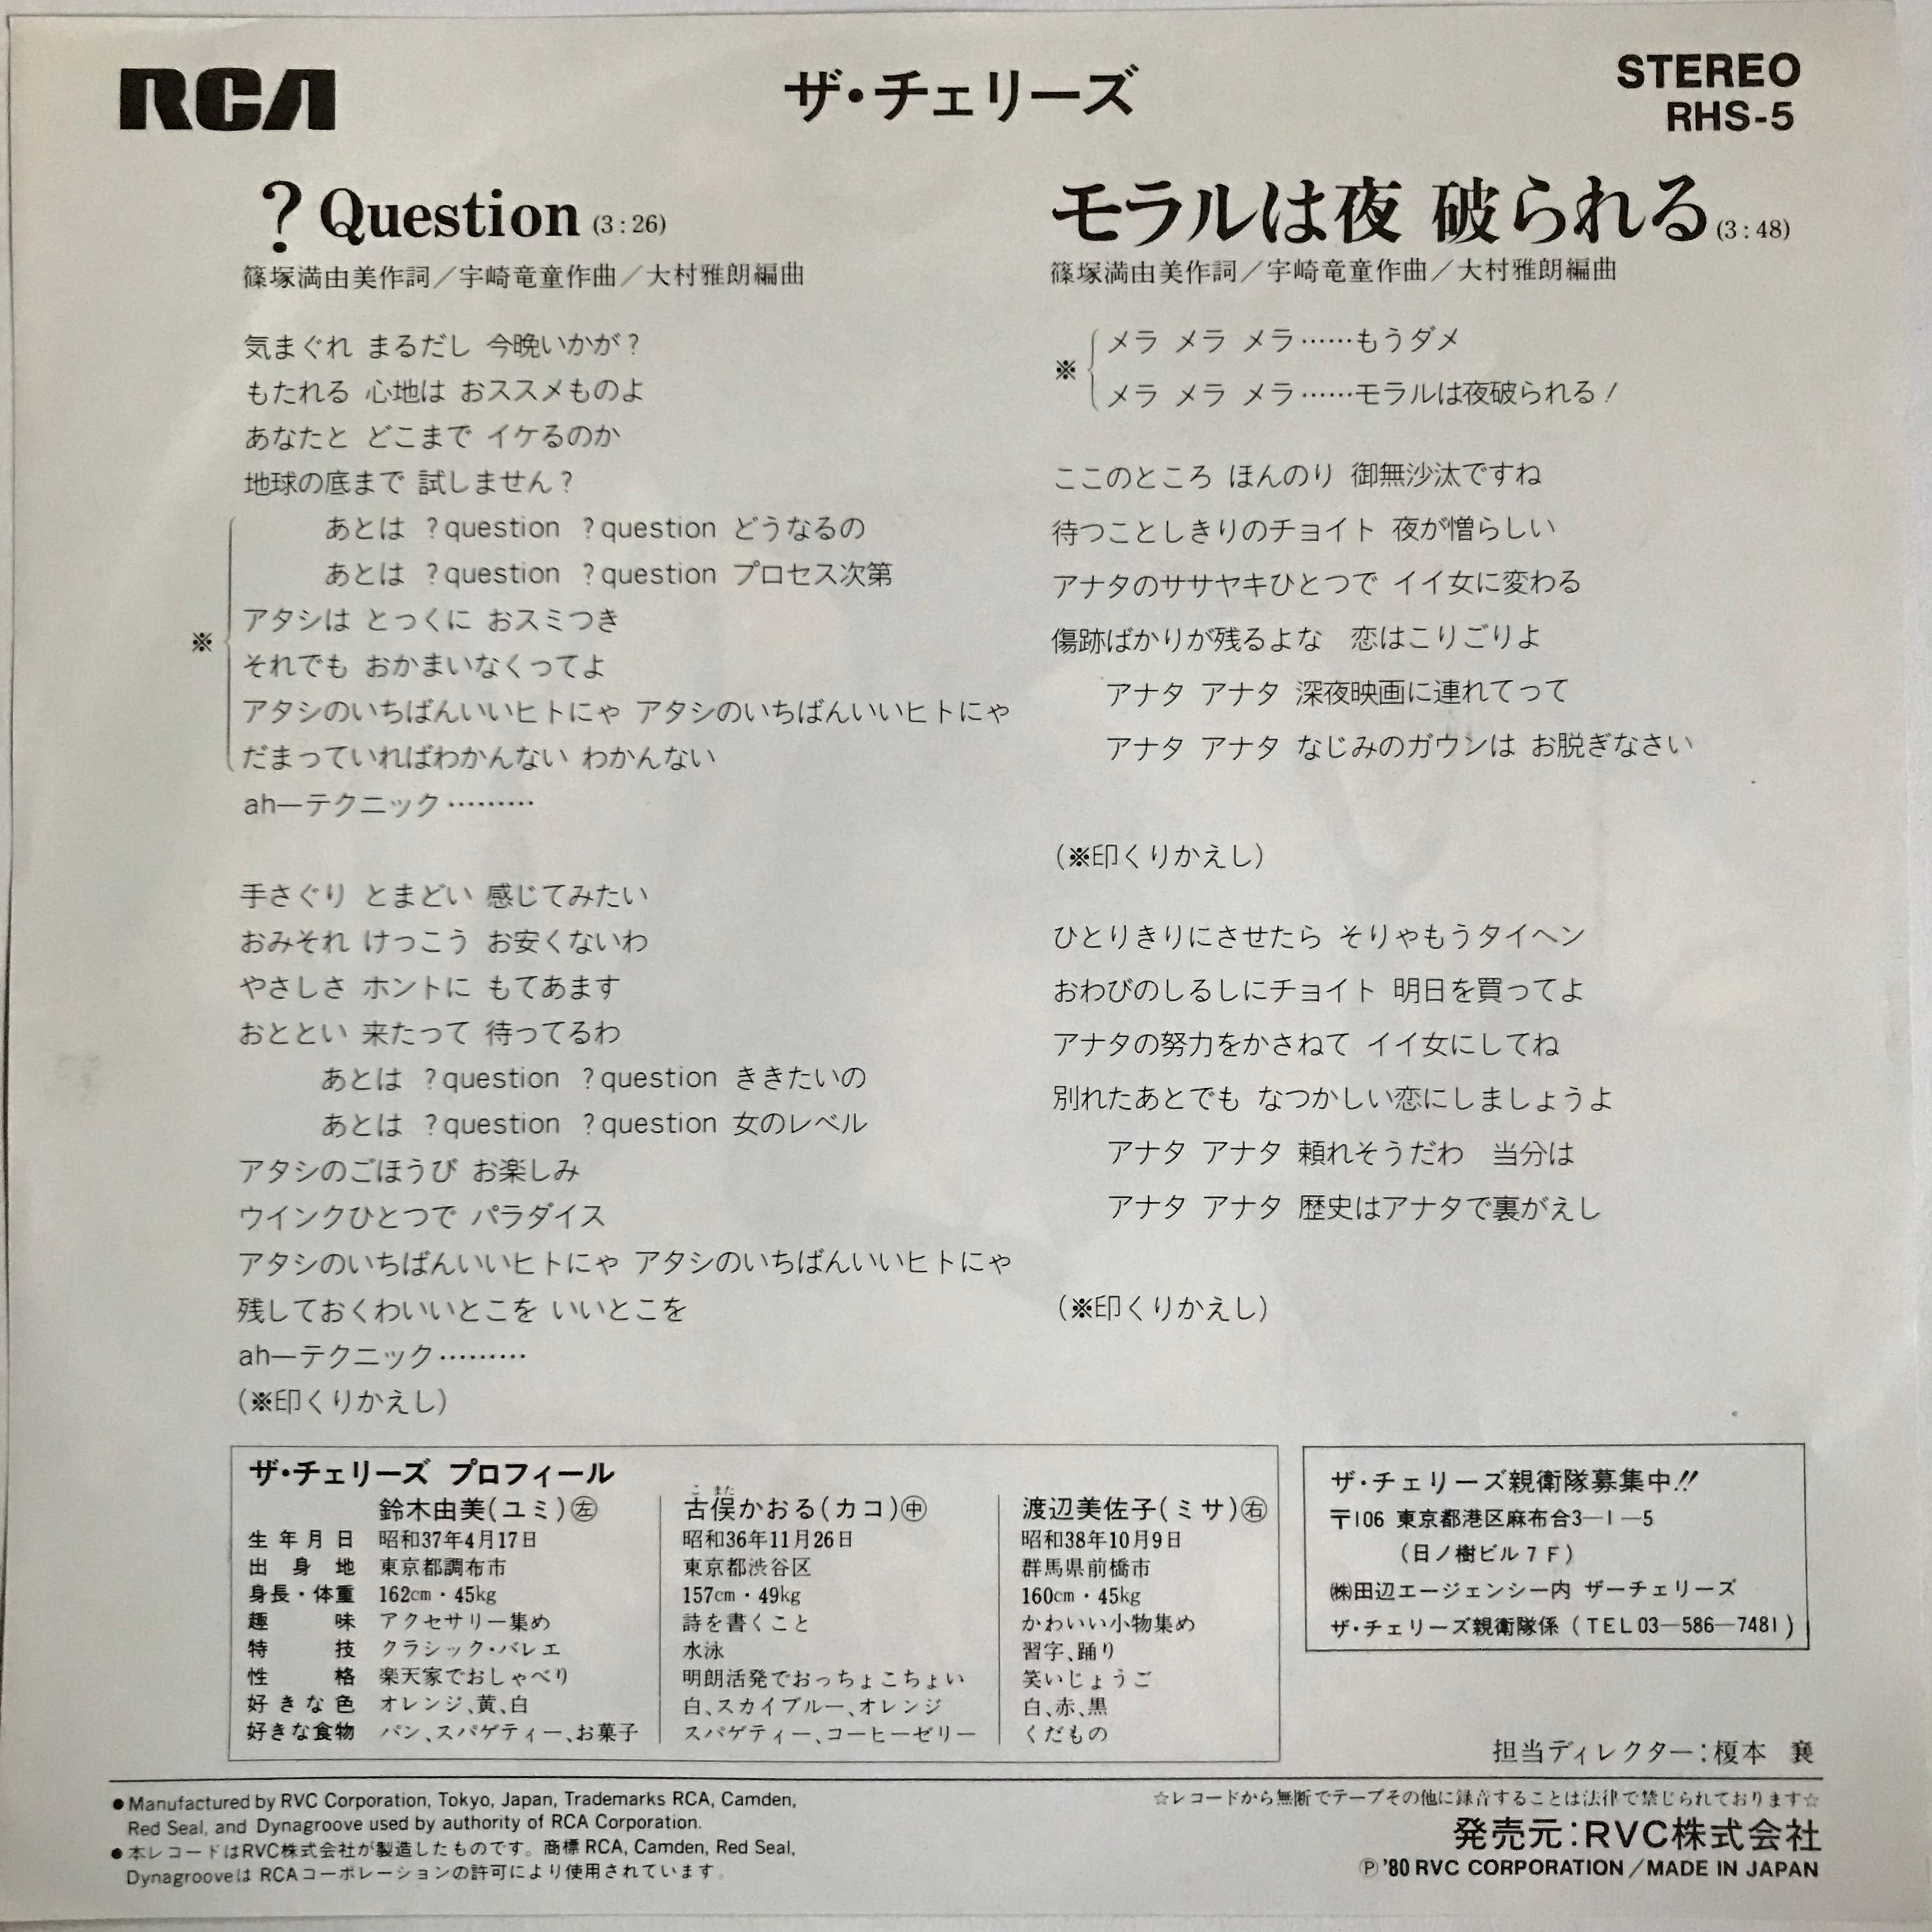 RCA
ザ・チェリーズ
STEREO
RHS-5
？Question (3:26)
篠塚満由美作詞／宇崎竜童作曲／大村雅朗編曲
気まぐれ まるだし 今晩いかが？
もたれる 心地は おススメものよ
あなたと どこまで イケるのか
地球の底まで 試しません？
あとは ？question ？question どうなるの
あとは ？question ？question プロセス次第
アタシは とっくに おスミつき
※
それでも おかまいなくってよ
アタシのいちばんいいヒトにゃ アタシのいちばんいいヒトにゃ
だまっていればわかんない わかんない
ah—テクニック………
手さぐり とまどい 感じてみたい
おみそれ けっこう お安くないわ
やさしさ ホントに もてあます
おととい 来たって 待ってるわ
あとは ？question ？question ききたいの
あとは ？question ？question 女のレベル
アタシのごほうび お楽しみ
ウインクひとつで パラダイス
アタシのいちばんいいヒトにゃ アタシのいちばんいいヒトにゃ
残しておくわいいとこを いいとこを
ah—テクニック………
(※印くりかえし)
モラルは夜 破られる (3:48)
篠塚満由美作詞／宇崎竜童作曲／大村雅朗編曲
メラ メラ メラ……もうダメ
※
メラ メラ メラ……モラルは夜破られる！
ここのところ ほんのり 御無沙汰ですね
待つことしきりのチョイト 夜が憎らしい
アナタのササヤキひとつで イイ女に変わる
傷跡ばかりが残るよな 恋はこりごりよ
アナタ アナタ 深夜映画に連れてって
アナタ アナタ なじみのガウンは お脱ぎなさい
(※印くりかえし)
ひとりきりにさせたら そりゃもうタイヘン
おわびのしるしにチョイト 明日を買ってよ
アナタの努力をかさねて イイ女にしてね
別れたあとでも なつかしい恋にしましょうよ
アナタ アナタ 頼れそうだわ 当分は
アナタ アナタ 歴史はアナタで裏がえし
(※印くりかえし)
ザ・チェリーズ プロフィール
鈴木由美(ユミ)㊧ 古俣かおる(カコ)㊥ 渡辺美佐子(ミサ)㊨
こ また
生年月日 昭和37年4月17日 昭和36年11月26日 昭和38年10月9日
出身地 東京都調布市 東京都渋谷区 群馬県前橋市
身長・体重 162cm・45kg 157cm・49kg 160cm・45kg
趣味 アクセサリー集め 詩を書くこと かわいい小物集め
特技 クラシック・バレエ 水泳 習字、踊り
性格 楽天家でおしゃべり 明朗活発でおっちょこちょい 笑いじょうご
好きな色 オレンジ、黄、白 白、スカイブルー、オレンジ 白、赤、黒
好きな食物 パン、スパゲティー、お菓子 スパゲティー、コーヒーゼリー くだもの
ザ・チェリーズ親衛隊募集中!!
〒106 東京都港区麻布台3—1—5
(日ノ樹ビル7F)
㈱田辺エージェンシー内 ザーチェリーズ
ザ・チェリーズ親衛隊係 (TEL03—586—7481)
担当ディレクター：榎本 襄
●Manufactured by RVC Corporation, Tokyo, Japan, Trademarks RCA, Camden,
Red Seal, and Dynagroove used by authority of RCA Corporation.
●本レコードはRVC株式会社が製造したものです。商標 RCA, Camden, Red Seal,
Dynagrooveは RCAコーポレーションの許可により使用されています。
☆レコードから無断でテープその他に録音することは法律で禁じられております☆
発売元：RVC株式会社
Ⓟ'80 RVC CORPORATION／MADE IN JAPAN